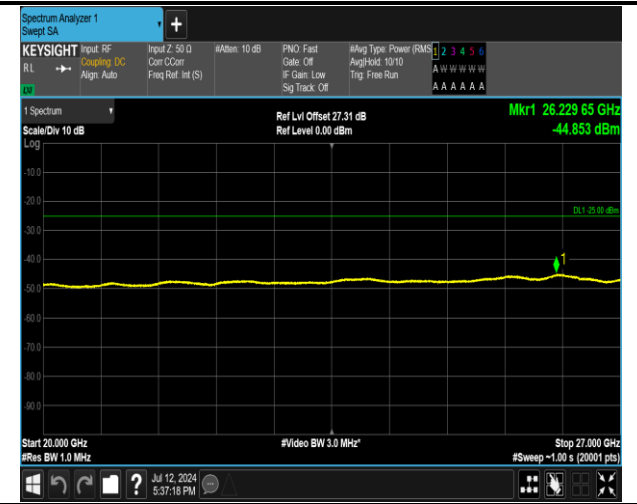 Spectrum Analyzer 1
Swept SA
+
KEYSIGHT
RL
Input: RF
Coupling: DC
Align: Auto
Input Z: 50 Ω
Corr CCorr
Freq Ref: Int (S)
#Atten: 10 dB
PNO: Fast
Gate: Off
IF Gain: Low
Sig Track: Off
#Avg Type: Power (RMS
Avg|Hold: 10/10
Trig: Free Run
1 2 3 4 5 6
A W W W W W
A A A A A A
1 Spectrum
Scale/Div 10 dB
Log
Ref Lvl Offset 27.31 dB
Ref Level 0.00 dBm
Mkr1 26.229 65 GHz
-44.853 dBm
-10.0
-20.0
DL1 -25.00 dBm
-30.0
-40.0
1
-50.0
-60.0
-70.0
-80.0
-90.0
Start 20.000 GHz
#Res BW 1.0 MHz
#Video BW 3.0 MHz*
Stop 27.000 GHz
#Sweep ~1.00 s (20001 pts)
?
Jul 12, 2024
5:37:18 PM